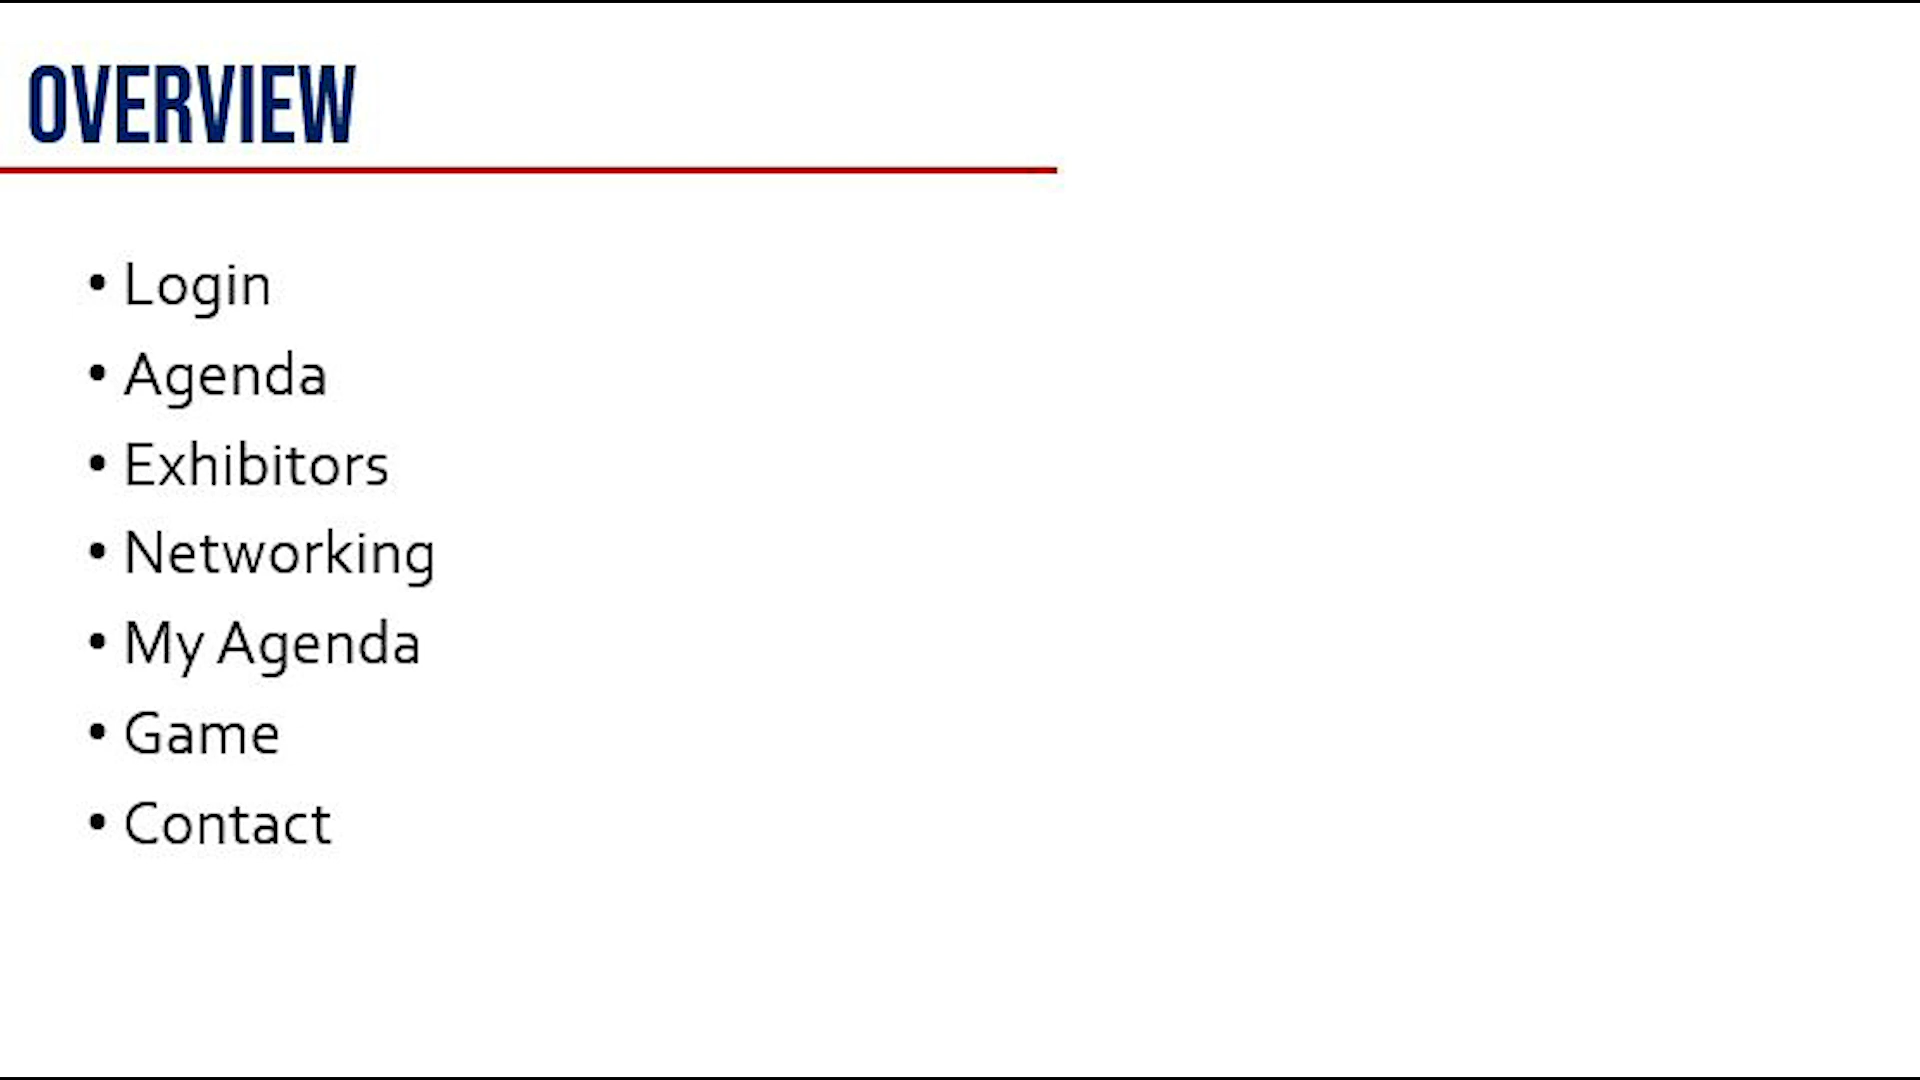 OVERVIEW
• Login
• Agenda
• Exhibitors
• Networking
• My Agenda
• Game
• Contact